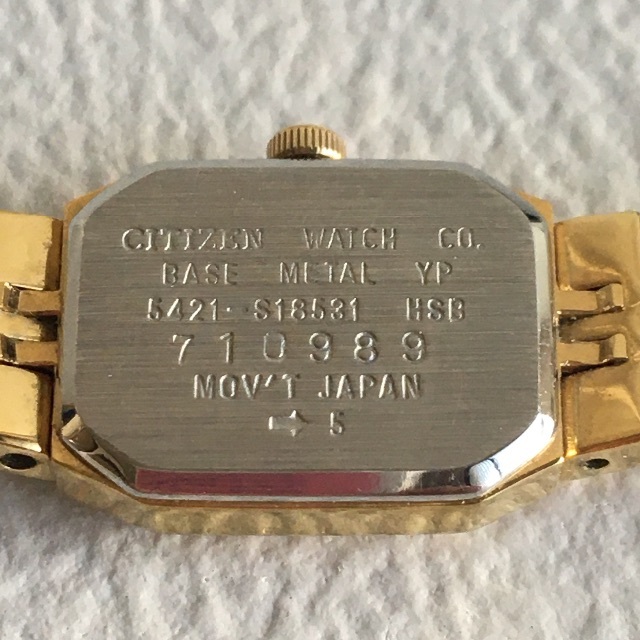 CITIZEN WATCH CO.
BASE METAL YP
5421-S18531 HSB
710989
MOV'T JAPAN
⇨ 5